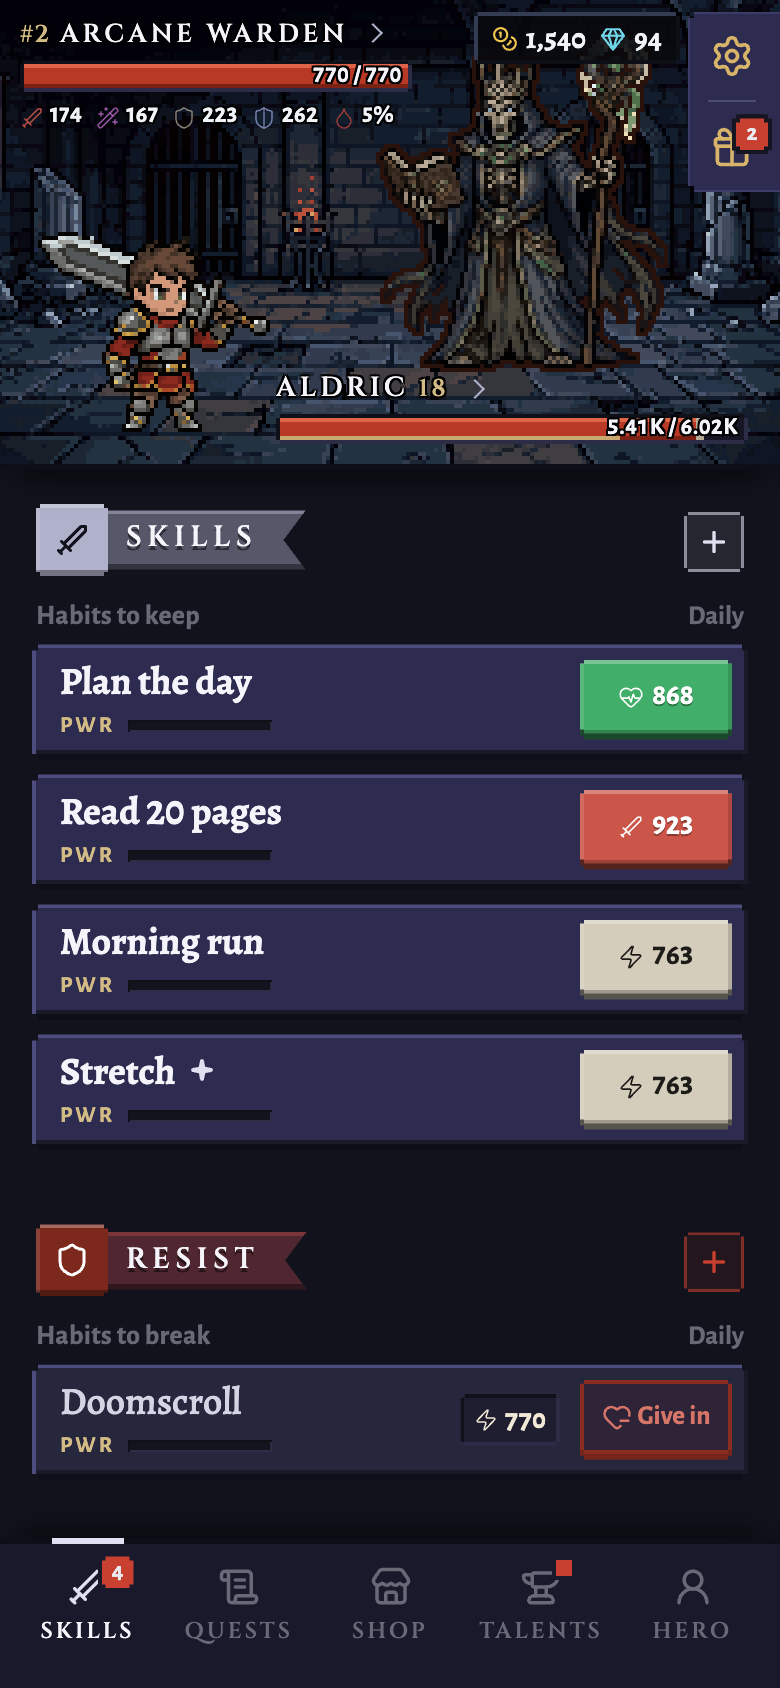 #2 ARCANE WARDEN
1,540 94
770/770
2
174 167 223 262 5%
ALDRIC 18
5.41K/6.02K
SKILLS
Habits to keep Daily
Plan the day
PWR
868
Read 20 pages
PWR
923
Morning run
PWR
763
Stretch
PWR
763
RESIST
Habits to break Daily
Doomscroll
PWR
770
Give in
4
SKILLS QUESTS SHOP TALENTS HERO